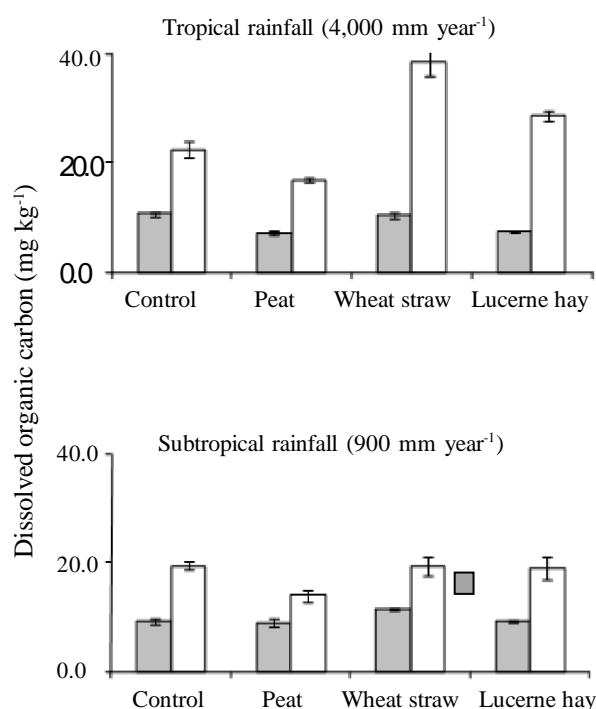 Tropical rainfall (4,000 mm year⁻¹)
40.0
20.0
0.0
Control Peat Wheat straw Lucerne hay
Dissolved organic carbon (mg kg⁻¹)
Subtropical rainfall (900 mm year⁻¹)
40.0
20.0
0.0
Control Peat Wheat straw Lucerne hay